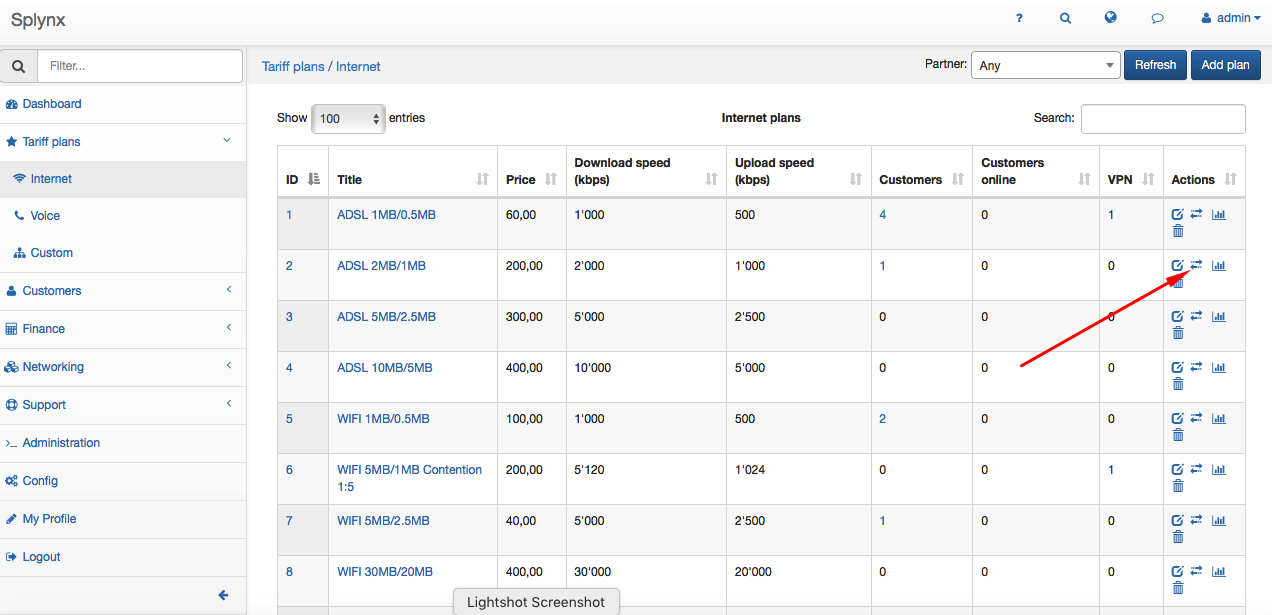 Splynx
? admin
Filter...
Tariff plans / Internet
Partner: Any Refresh Add plan
Dashboard
Tariff plans
Internet
Voice
Custom
Customers
Finance
Networking
Support
Administration
Config
My Profile
Logout
Show 100 entries Internet plans Search:
ID Title Price Download speed (kbps) Upload speed (kbps) Customers Customers online VPN Actions
1 ADSL 1MB/0.5MB 60,00 1'000 500 4 0 1
2 ADSL 2MB/1MB 200,00 2'000 1'000 1 0 0
3 ADSL 5MB/2.5MB 300,00 5'000 2'500 0 0 0
4 ADSL 10MB/5MB 400,00 10'000 5'000 0 0 0
5 WIFI 1MB/0.5MB 100,00 1'000 500 2 0 0
6 WIFI 5MB/1MB Contention 1:5 200,00 5'120 1'024 0 0 1
7 WIFI 5MB/2.5MB 40,00 5'000 2'500 1 0 0
8 WIFI 30MB/20MB 400,00 30'000 20'000 0 0 0
Lightshot Screenshot